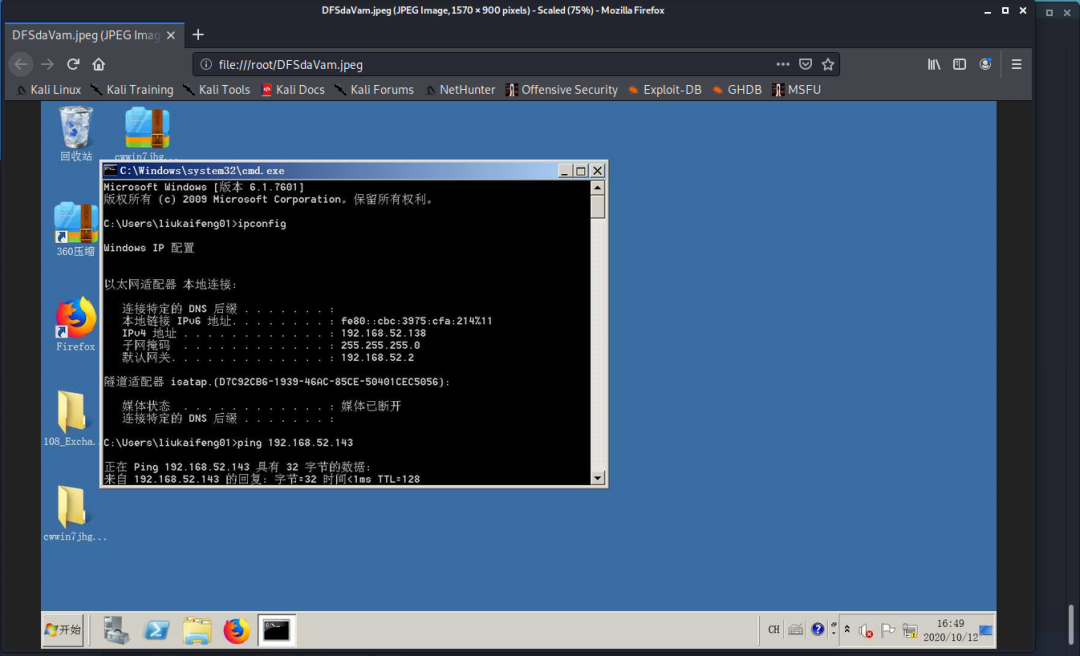 DFSdaVam.jpeg (JPEG Image, 1570 × 900 pixels) - Scaled (75%) - Mozilla Firefox
DFSdaVam.jpeg (JPEG Imag
file:///root/DFSdaVam.jpeg
Kali Linux Kali Training Kali Tools Kali Docs Kali Forums NetHunter Offensive Security Exploit-DB GHDB MSFU
回收站
cwwin7jhg...
C:\Windows\system32\cmd.exe
Microsoft Windows [版本 6.1.7601]
版权所有 (c) 2009 Microsoft Corporation。保留所有权利。
C:\Users\liukaifeng01>ipconfig
Windows IP 配置
以太网适配器 本地连接:
连接特定的 DNS 后缀 . . . . . . . :
本地链接 IPv6 地址. . . . . . . . : fe80::cbc:3975:cfa:214%11
IPv4 地址 . . . . . . . . . . . . : 192.168.52.138
子网掩码 . . . . . . . . . . . . : 255.255.255.0
默认网关. . . . . . . . . . . . . : 192.168.52.2
隧道适配器 isatap.{D7C92CB6-1939-46AC-85CE-50401CEC5056}:
媒体状态 . . . . . . . . . . . . : 媒体已断开
连接特定的 DNS 后缀 . . . . . . . :
C:\Users\liukaifeng01>ping 192.168.52.143
正在 Ping 192.168.52.143 具有 32 字节的数据:
来自 192.168.52.143 的回复: 字节=32 时间<1ms TTL=128
360压缩
Firefox
108_Excha.
cwwin7jhg...
开始
CH
16:49
2020/10/12